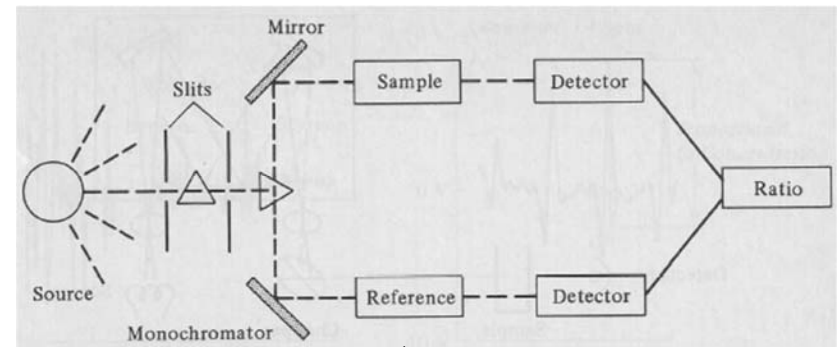 Mirror
Slits
Sample
Detector
Ratio
Source
Reference
Detector
Monochromator